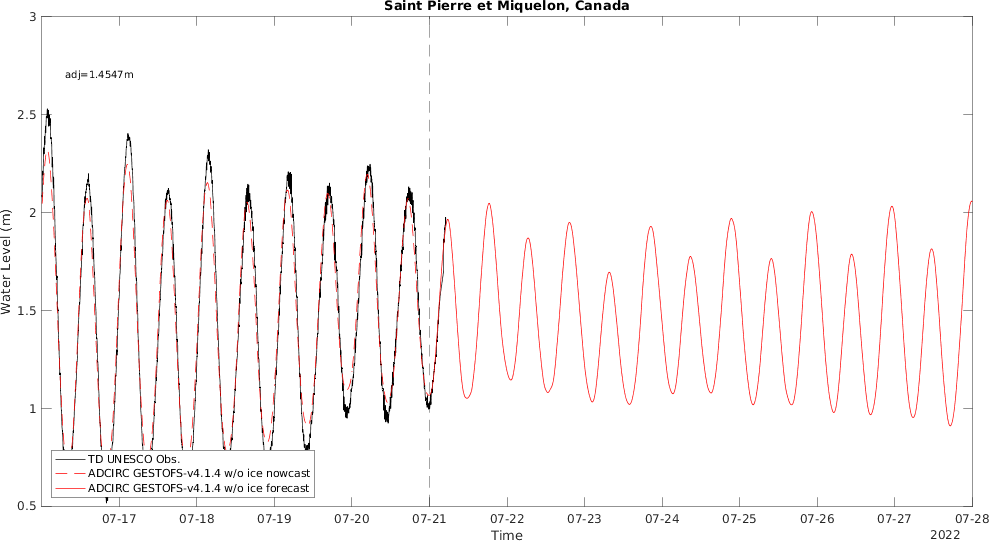 Saint Pierre et Miquelon, Canada
3
adj=1.4547m
2.5
2
Water Level (m)
1.5
1
TD UNESCO Obs.
ADCIRC GESTOFS-v4.1.4 w/o ice nowcast
ADCIRC GESTOFS-v4.1.4 w/o ice forecast
0.5
07-17 07-18 07-19 07-20 07-21 07-22 07-23 07-24 07-25 07-26 07-27 07-28
Time
2022